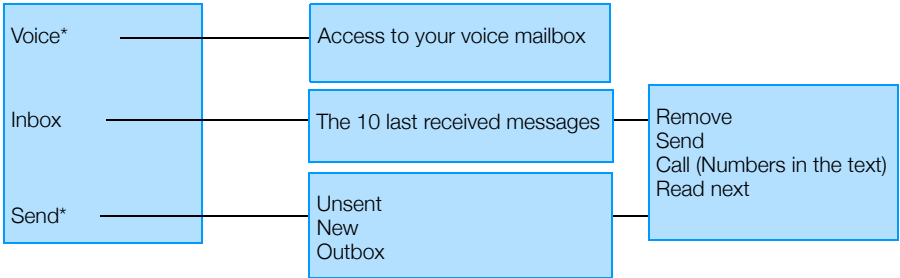 Voice*
Access to your voice mailbox
Inbox
The 10 last received messages
Remove
Send
Call (Numbers in the text)
Read next
Send*
Unsent
New
Outbox